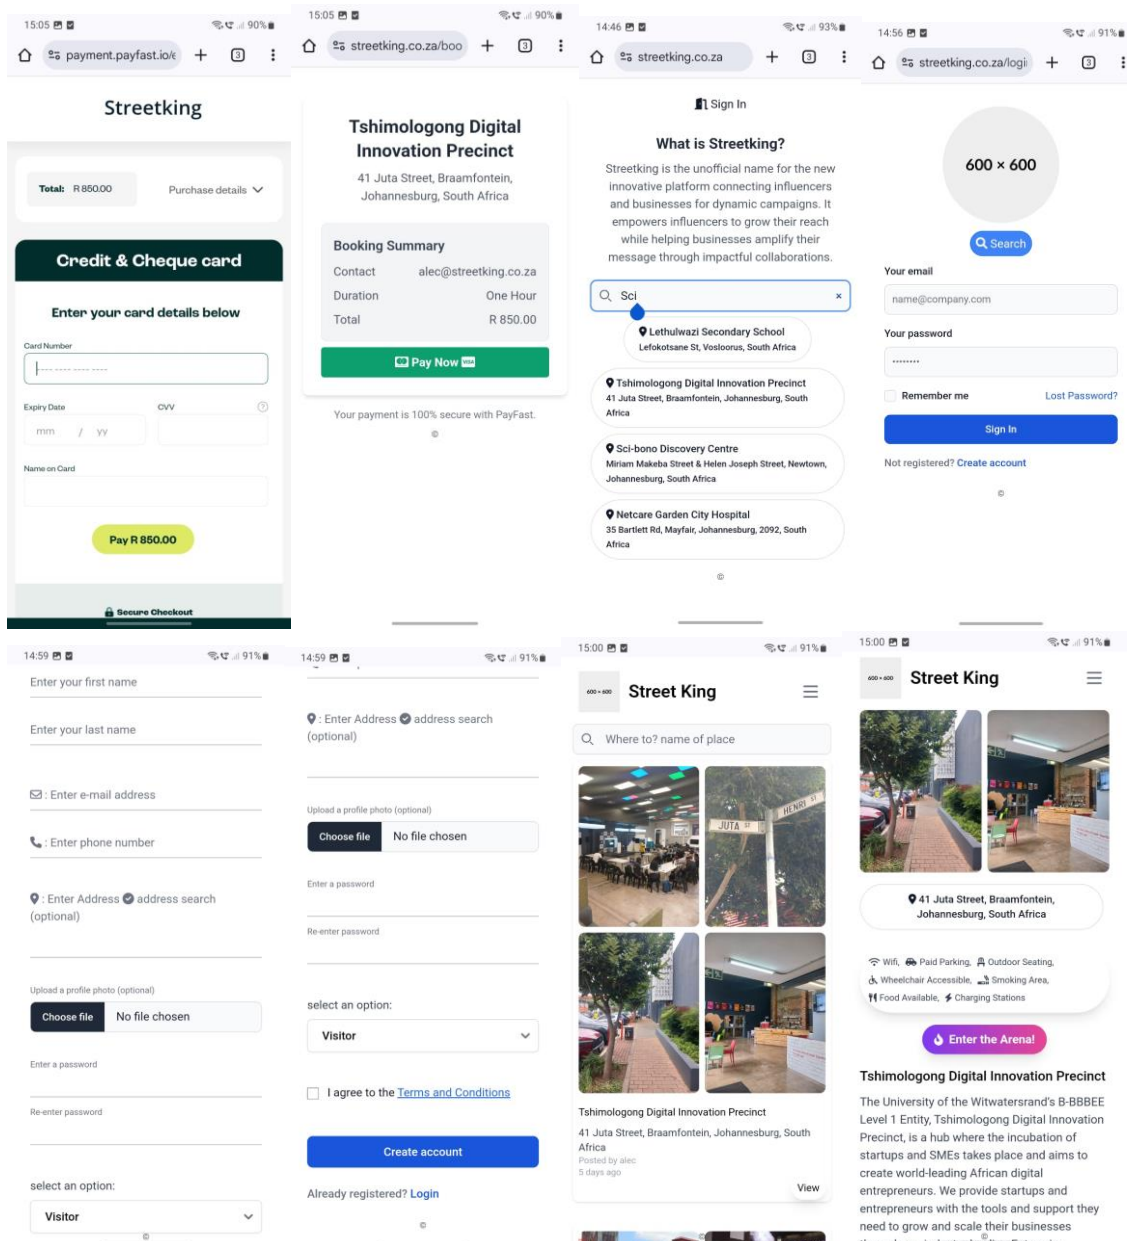 15:05
90%
payment.payfast.io/e
3
Streetking
Total: R 850.00
Purchase details
Credit & Cheque card
Enter your card details below
Card Number
---- ---- ---- ----
Expiry Date
CVV
mm / yy
Name on Card
Pay R 850.00
Secure Checkout
15:05
90%
streetking.co.za/boo
3
Tshimologong Digital
Innovation Precinct
41 Juta Street, Braamfontein,
Johannesburg, South Africa
Booking Summary
Contact alec@streetking.co.za
Duration One Hour
Total R 850.00
Pay Now VISA
Your payment is 100% secure with PayFast.
©
14:46
93%
streetking.co.za
3
Sign In
What is Streetking?
Streetking is the unofficial name for the new
innovative platform connecting influencers
and businesses for dynamic campaigns. It
empowers influencers to grow their reach
while helping businesses amplify their
message through impactful collaborations.
Sci
×
Lethulwazi Secondary School
Lefokotsane St, Vosloorus, South Africa
Tshimologong Digital Innovation Precinct
41 Juta Street, Braamfontein, Johannesburg, South
Africa
Sci-bono Discovery Centre
Miriam Makeba Street & Helen Joseph Street, Newtown,
Johannesburg, South Africa
Netcare Garden City Hospital
35 Bartlett Rd, Mayfair, Johannesburg, 2092, South
Africa
©
14:56
91%
streetking.co.za/logi
3
600 × 600
Search
Your email
name@company.com
Your password
••••••••
Remember me
Lost Password?
Sign In
Not registered? Create account
©
14:59
91%
Enter your first name
Enter your last name
: Enter e-mail address
: Enter phone number
: Enter Address address search
(optional)
Upload a profile photo (optional)
Choose file No file chosen
Enter a password
Re-enter password
select an option:
Visitor
©
14:59
91%
: Enter Address address search
(optional)
Upload a profile photo (optional)
Choose file No file chosen
Enter a password
Re-enter password
select an option:
Visitor
I agree to the Terms and Conditions
Create account
Already registered? Login
©
15:00
91%
600 × 600
Street King
Where to? name of place
JUTA ST
HENRI ST
Tshimologong Digital Innovation Precinct
41 Juta Street, Braamfontein, Johannesburg, South
Africa
Posted by alec
5 days ago
View
©
15:00
91%
600 × 600
Street King
41 Juta Street, Braamfontein,
Johannesburg, South Africa
Wifi, Paid Parking, Outdoor Seating,
Wheelchair Accessible, Smoking Area,
Food Available, Charging Stations
Enter the Arena!
Tshimologong Digital Innovation Precinct
The University of the Witwatersrand's B-BBBEE
Level 1 Entity, Tshimologong Digital Innovation
Precinct, is a hub where the incubation of
startups and SMEs takes place and aims to
create world-leading African digital
entrepreneurs. We provide startups and
entrepreneurs with the tools and support they
need to grow and scale their businesses
©